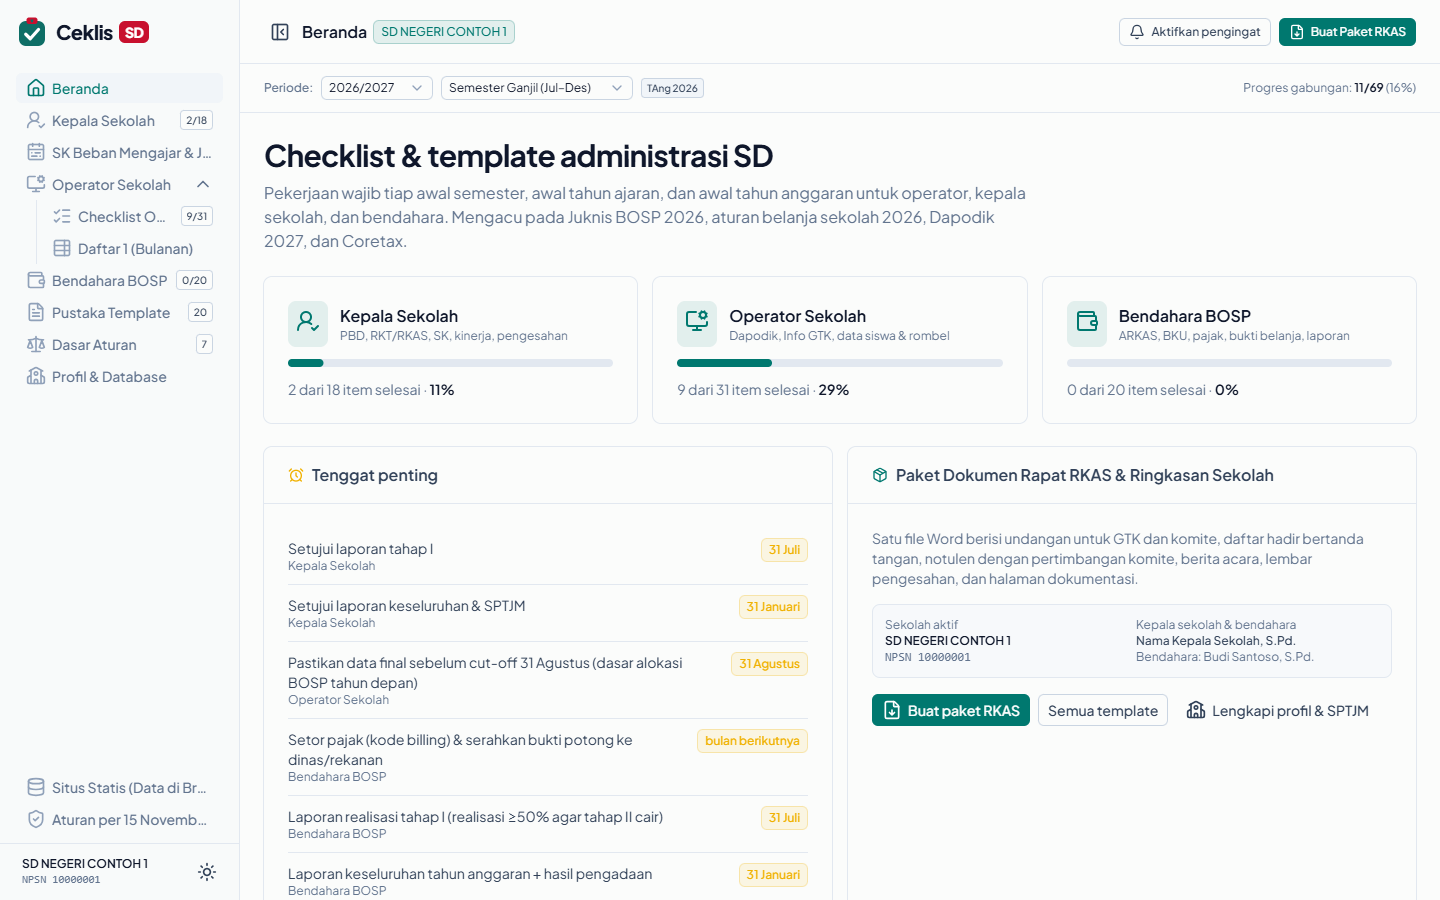 Ceklis SD
Beranda
Kepala Sekolah 2/18
SK Beban Mengajar & J...
Operator Sekolah
Checklist O... 9/31
Daftar 1 (Bulanan)
Bendahara BOSP 0/20
Pustaka Template 20
Dasar Aturan 7
Profil & Database
Situs Statis (Data di Br...
Aturan per 15 Novemb...
SD NEGERI CONTOH 1
NPSN 10000001
Beranda SD NEGERI CONTOH 1
Aktifkan pengingat
Buat Paket RKAS
Periode: 2026/2027 Semester Ganjil (Jul–Des) TAng 2026
Progres gabungan: 11/69 (16%)
Checklist & template administrasi SD
Pekerjaan wajib tiap awal semester, awal tahun ajaran, dan awal tahun anggaran untuk operator, kepala
sekolah, dan bendahara. Mengacu pada Juknis BOSP 2026, aturan belanja sekolah 2026, Dapodik
2027, dan Coretax.
Kepala Sekolah
PBD, RKT/RKAS, SK, kinerja, pengesahan
2 dari 18 item selesai · 11%
Operator Sekolah
Dapodik, Info GTK, data siswa & rombel
9 dari 31 item selesai · 29%
Bendahara BOSP
ARKAS, BKU, pajak, bukti belanja, laporan
0 dari 20 item selesai · 0%
Tenggat penting
Setujui laporan tahap I 31 Juli
Kepala Sekolah
Setujui laporan keseluruhan & SPTJM 31 Januari
Kepala Sekolah
Pastikan data final sebelum cut-off 31 Agustus (dasar alokasi 31 Agustus
BOSP tahun depan)
Operator Sekolah
Setor pajak (kode billing) & serahkan bukti potong ke bulan berikutnya
dinas/rekanan
Bendahara BOSP
Laporan realisasi tahap I (realisasi ≥50% agar tahap II cair) 31 Juli
Bendahara BOSP
Laporan keseluruhan tahun anggaran + hasil pengadaan 31 Januari
Bendahara BOSP
Paket Dokumen Rapat RKAS & Ringkasan Sekolah
Satu file Word berisi undangan untuk GTK dan komite, daftar hadir bertanda
tangan, notulen dengan pertimbangan komite, berita acara, lembar
pengesahan, dan halaman dokumentasi.
Sekolah aktif
SD NEGERI CONTOH 1
NPSN 10000001
Kepala sekolah & bendahara
Nama Kepala Sekolah, S.Pd.
Bendahara: Budi Santoso, S.Pd.
Buat paket RKAS
Semua template
Lengkapi profil & SPTJM